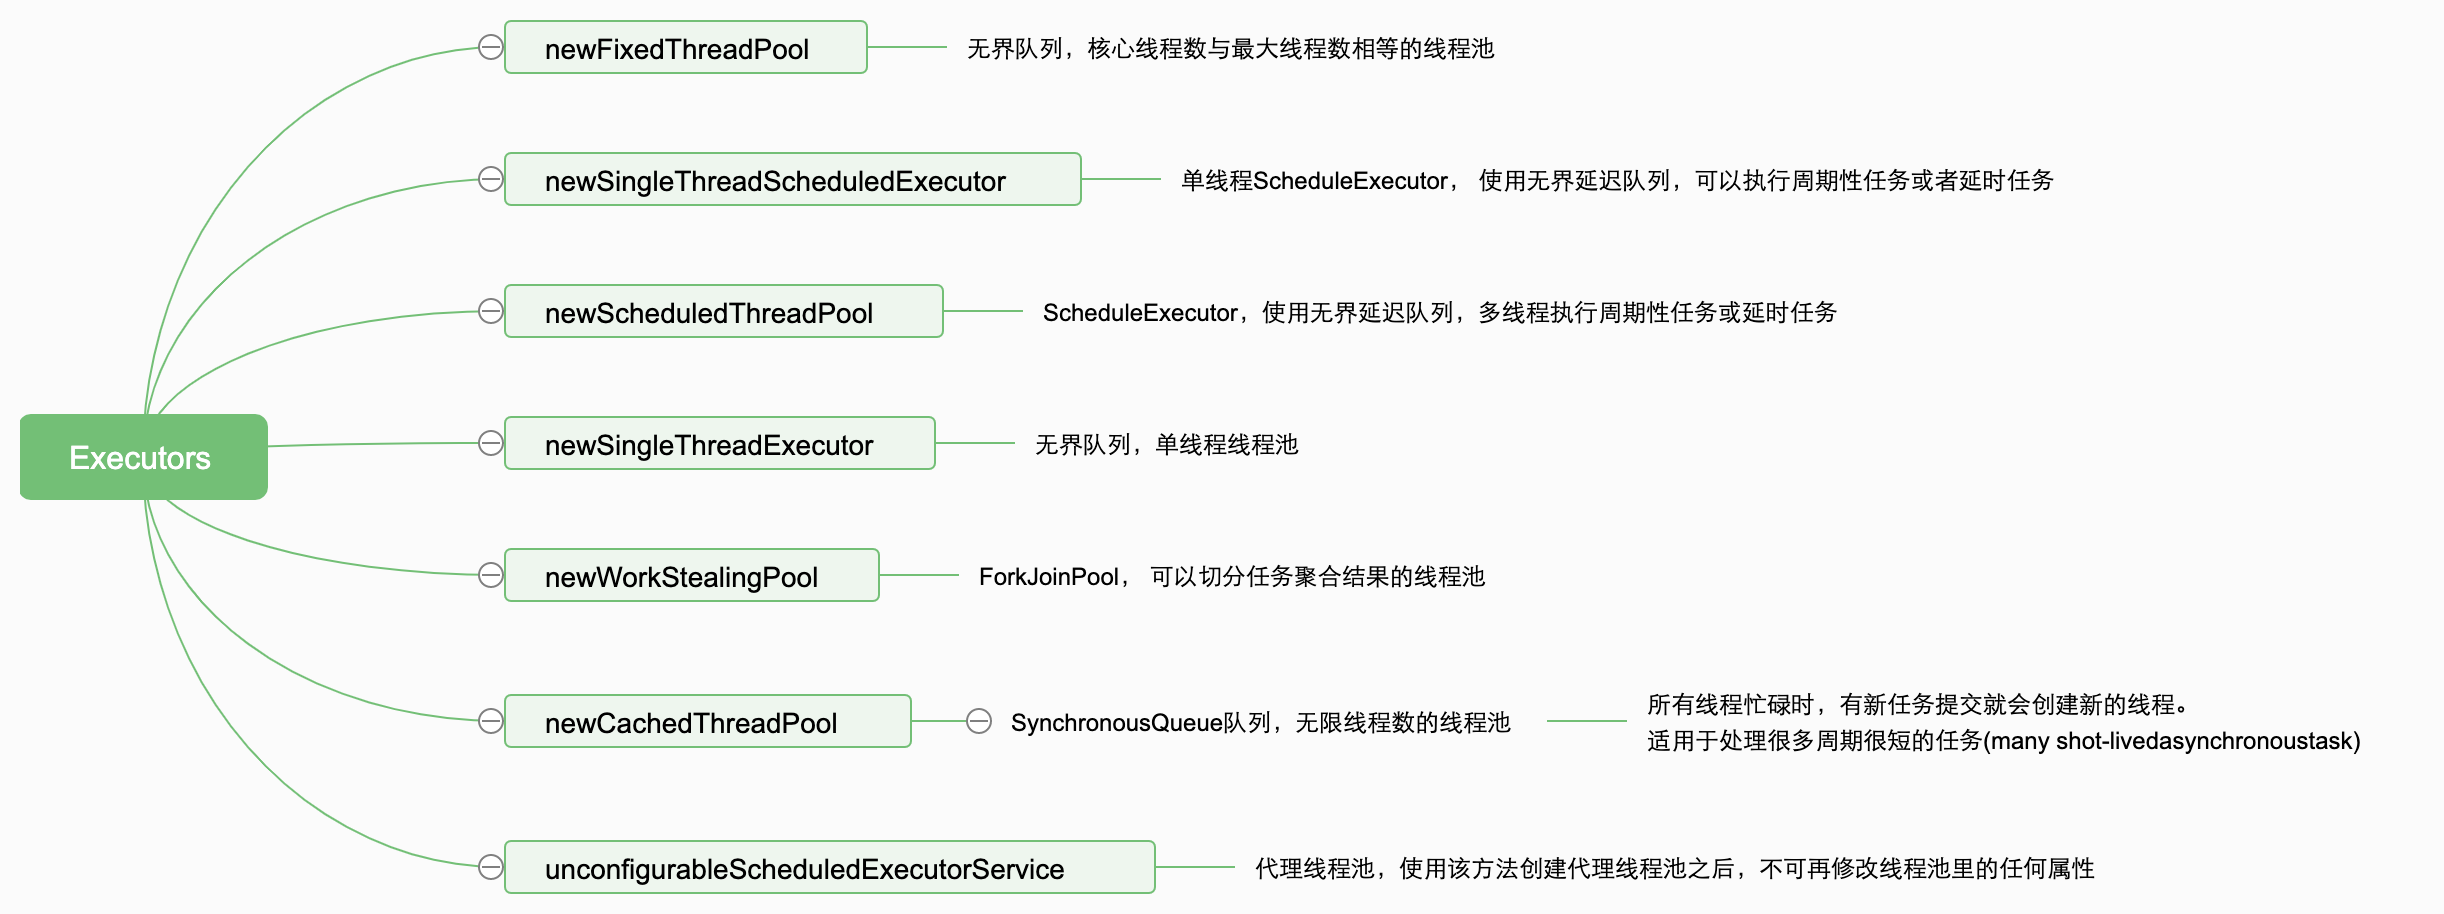 newFixedThreadPool
无界队列，核心线程数与最大线程数相等的线程池
newSingleThreadScheduledExecutor
单线程ScheduleExecutor， 使用无界延迟队列，可以执行周期性任务或者延时任务
newScheduledThreadPool
ScheduleExecutor，使用无界延迟队列，多线程执行周期性任务或延时任务
Executors
newSingleThreadExecutor
无界队列，单线程线程池
newWorkStealingPool
ForkJoinPool， 可以切分任务聚合结果的线程池
newCachedThreadPool
SynchronousQueue队列，无限线程数的线程池
所有线程忙碌时，有新任务提交就会创建新的线程。
适用于处理很多周期很短的任务(many shot-livedasynchronoustask)
unconfigurableScheduledExecutorService
代理线程池，使用该方法创建代理线程池之后，不可再修改线程池里的任何属性